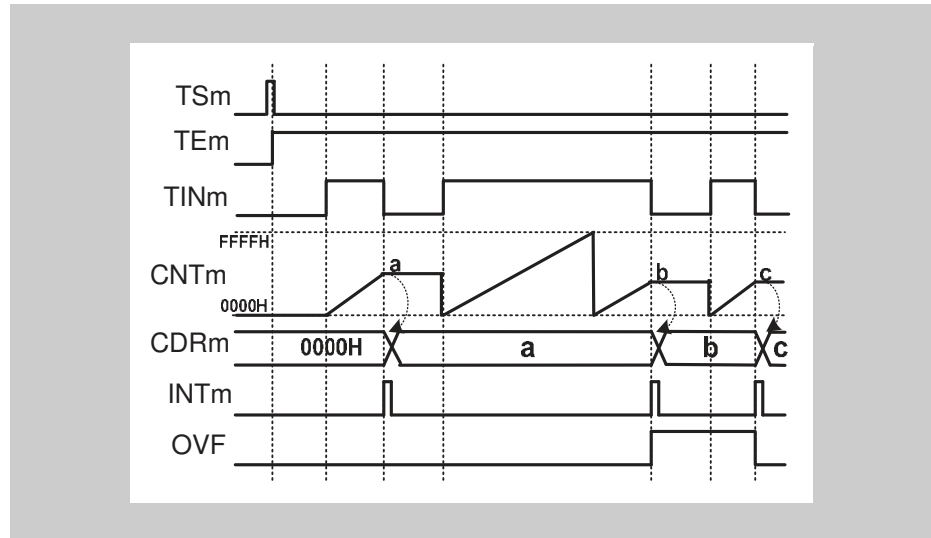 TSm
TEm
TINm
FFFFH
CNTm
a
b
c
0000H
CDRm
0000H
a
b
c
INTm
OVF